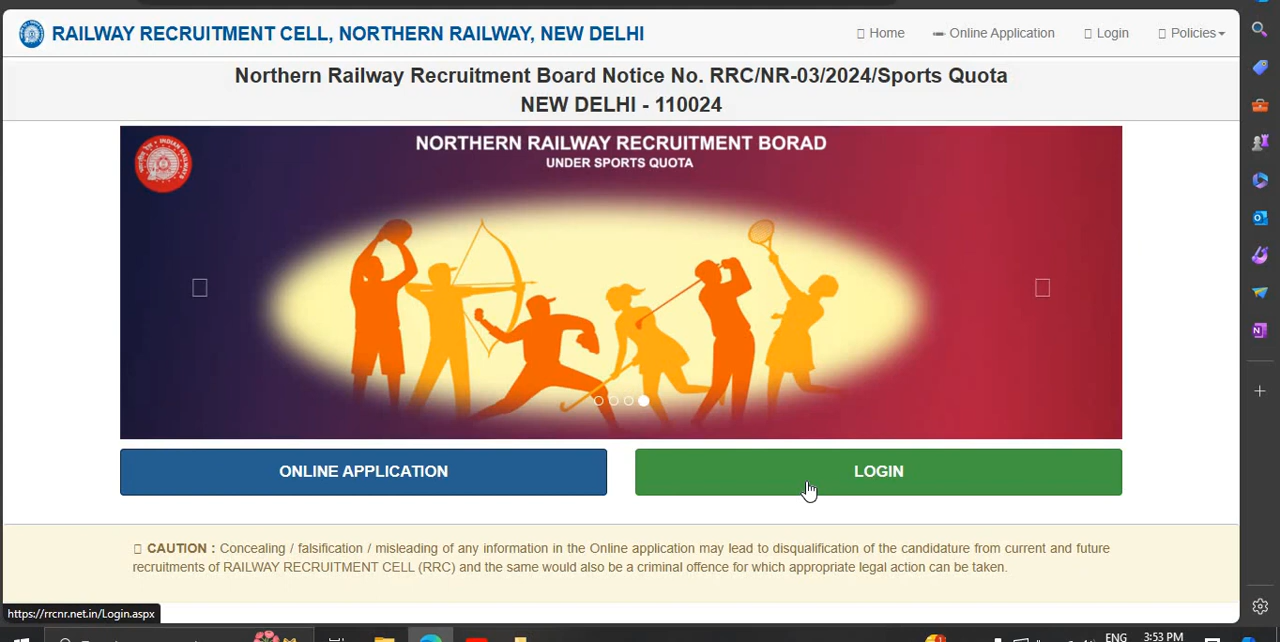 RAILWAY RECRUITMENT CELL, NORTHERN RAILWAY, NEW DELHI
Home
Online Application
Login
Policies
Northern Railway Recruitment Board Notice No. RRC/NR-03/2024/Sports Quota
NEW DELHI - 110024
NORTHERN RAILWAY RECRUITMENT BORAD
UNDER SPORTS QUOTA
ONLINE APPLICATION
LOGIN
CAUTION : Concealing / falsification / misleading of any information in the Online application may lead to disqualification of the candidature from current and future
recruitments of RAILWAY RECRUITMENT CELL (RRC) and the same would also be a criminal offence for which appropriate legal action can be taken.
https://rrcnr.net.in/Login.aspx
ENG
3:53 PM